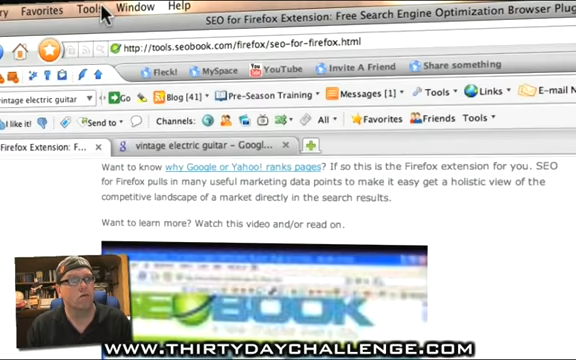 Favorites Tools Window Help
SEO for Firefox Extension: Free Search Engine Optimization Browser Plug
http://tools.seobook.com/firefox/seo-for-firefox.html
Fleck! MySpace YouTube Invite A Friend Share something
vintage electric guitar Go Blog [41] Pre-Season Training Messages [1] Tools Links E-mail N
I like it! Send to Channels: All Favorites Friends Tools
Firefox Extension: F... vintage electric guitar - Googl...
Want to know why Google or Yahoo! ranks pages? If so this is the Firefox extension for you. SEO
for Firefox pulls in many useful marketing data points to make it easy get a holistic view of the
competitive landscape of a market directly in the search results.
Want to learn more? Watch this video and/or read on.
SEOBOOK
WWW.THIRTYDAYCHALLENGE.COM